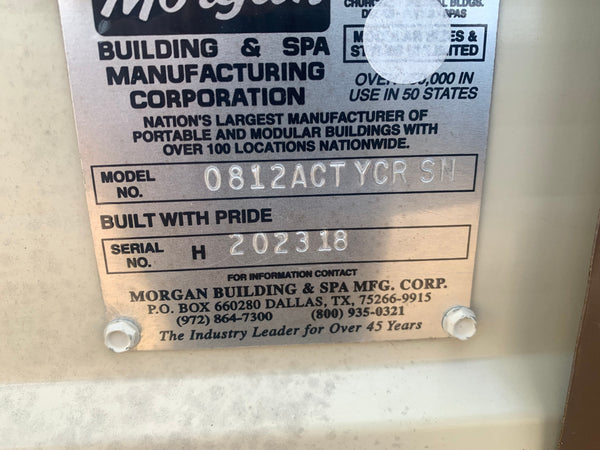 Morgan
BUILDING & SPA
MANUFACTURING
CORPORATION
USE IN 50 STATES
NATION'S LARGEST MANUFACTURER OF
PORTABLE AND MODULAR BUILDINGS WITH
OVER 100 LOCATIONS NATIONWIDE.
MODEL NO. 0812ACT YCR SN
BUILT WITH PRIDE
SERIAL NO. H 202318
FOR INFORMATION CONTACT
MORGAN BUILDING & SPA MFG. CORP.
P.O. BOX 660280 DALLAS, TX, 75266-9915
(972) 864-7300 (800) 935-0321
The Industry Leader for Over 45 Years